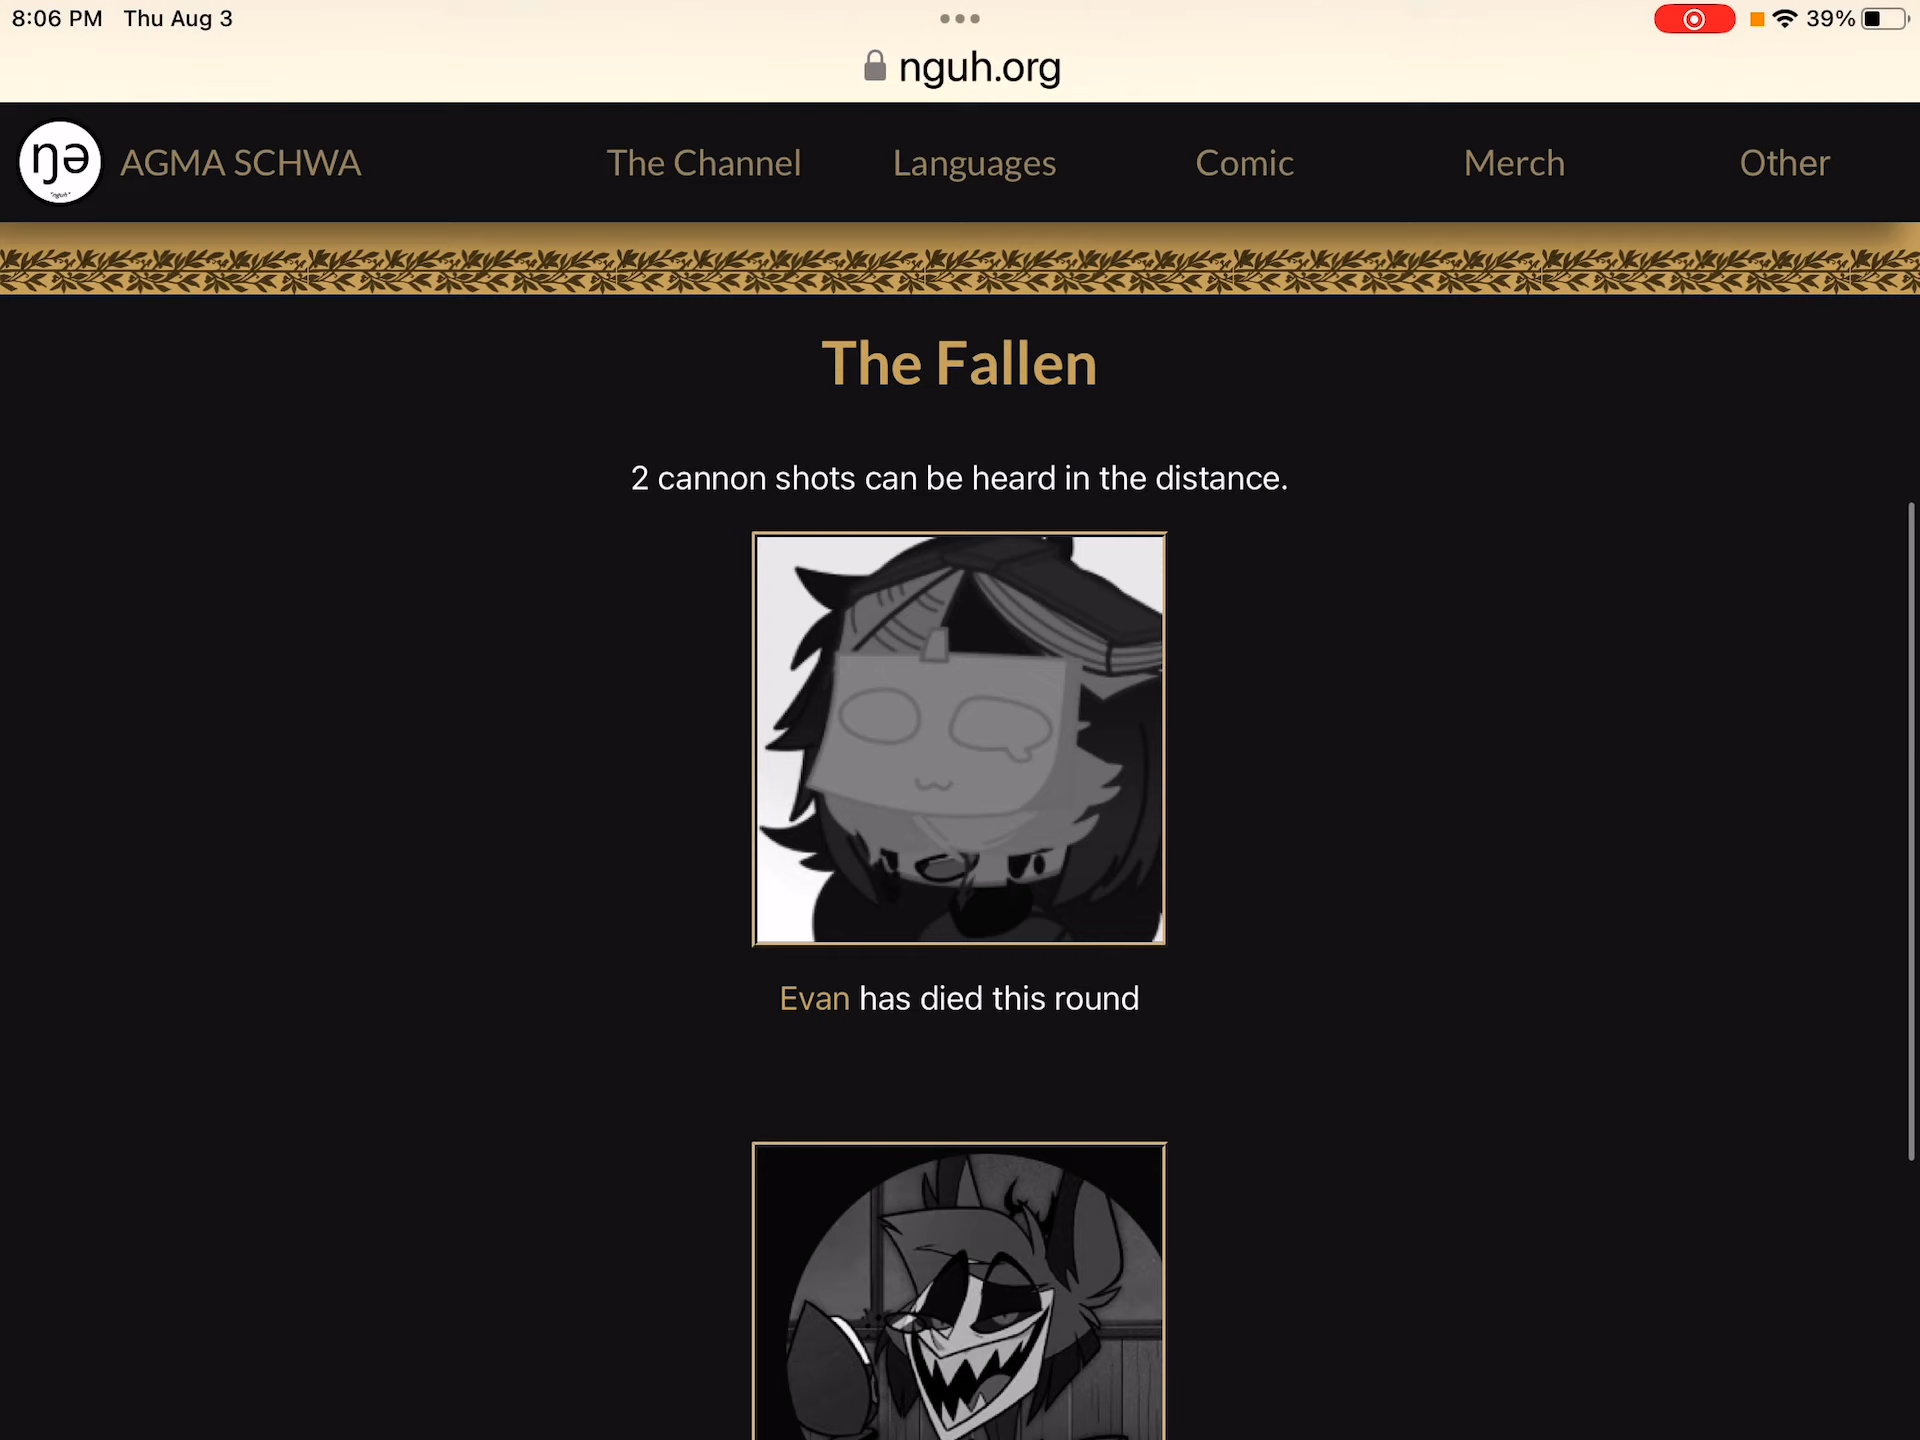 8:06 PM Thu Aug 3
39%
nguh.org
ŋə
AGMA SCHWA
The Channel
Languages
Comic
Merch
Other
The Fallen
2 cannon shots can be heard in the distance.
Evan has died this round